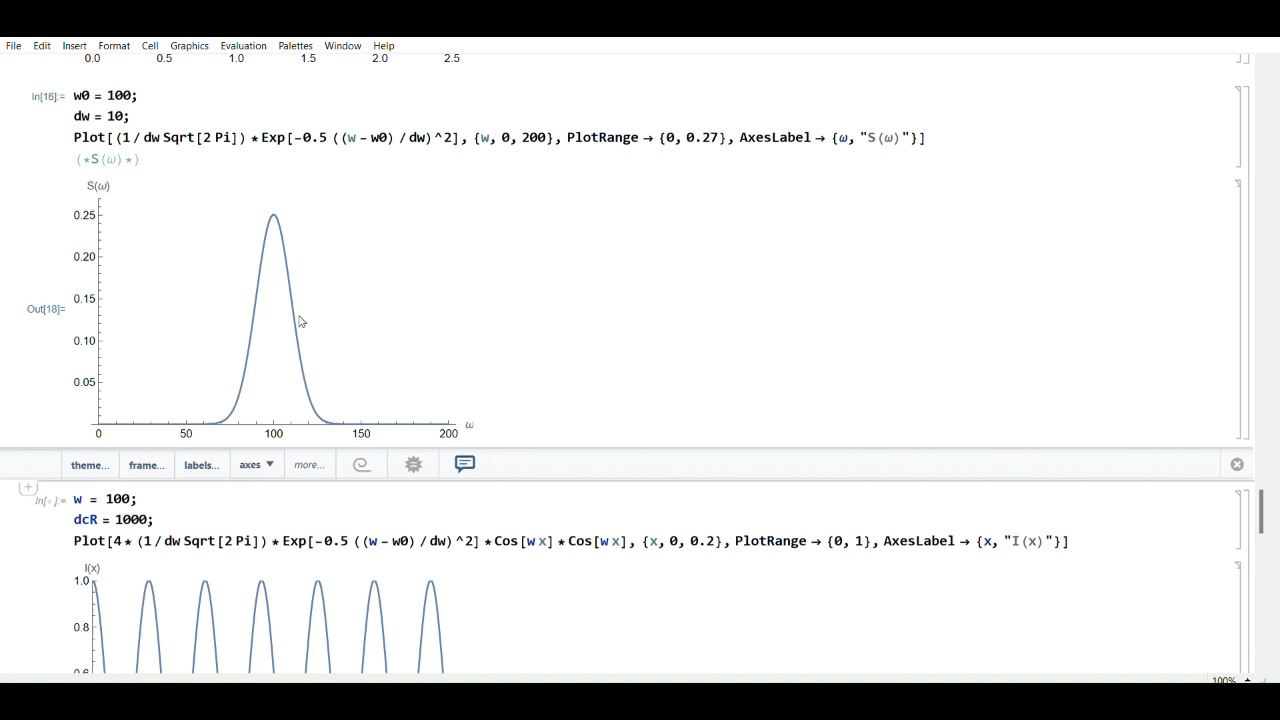 File Edit Insert Format Cell Graphics Evaluation Palettes Window Help
0.0 0.5 1.0 1.5 2.0 2.5
In[16]:= w0 = 100;
dw = 10;
Plot[(1/dw Sqrt[2 Pi]) * Exp[-0.5 ((w - w0) / dw) ^2], {w, 0, 200}, PlotRange → {0, 0.27}, AxesLabel → {ω, "S(ω)"}]
(*S(ω)*)
S(ω)
0.25
0.20
0.15
Out[18]=
0.10
0.05
0 50 100 150 200 ω
theme... frame... labels... axes ▼ more...
In[ ]:= w = 100;
dcR = 1000;
Plot[4 * (1/dw Sqrt[2 Pi]) * Exp[-0.5 ((w - w0) / dw) ^2] * Cos[w x] * Cos[w x], {x, 0, 0.2}, PlotRange → {0, 1}, AxesLabel → {x, "I(x)"}]
I(x)
1.0
0.8
0.6
100%